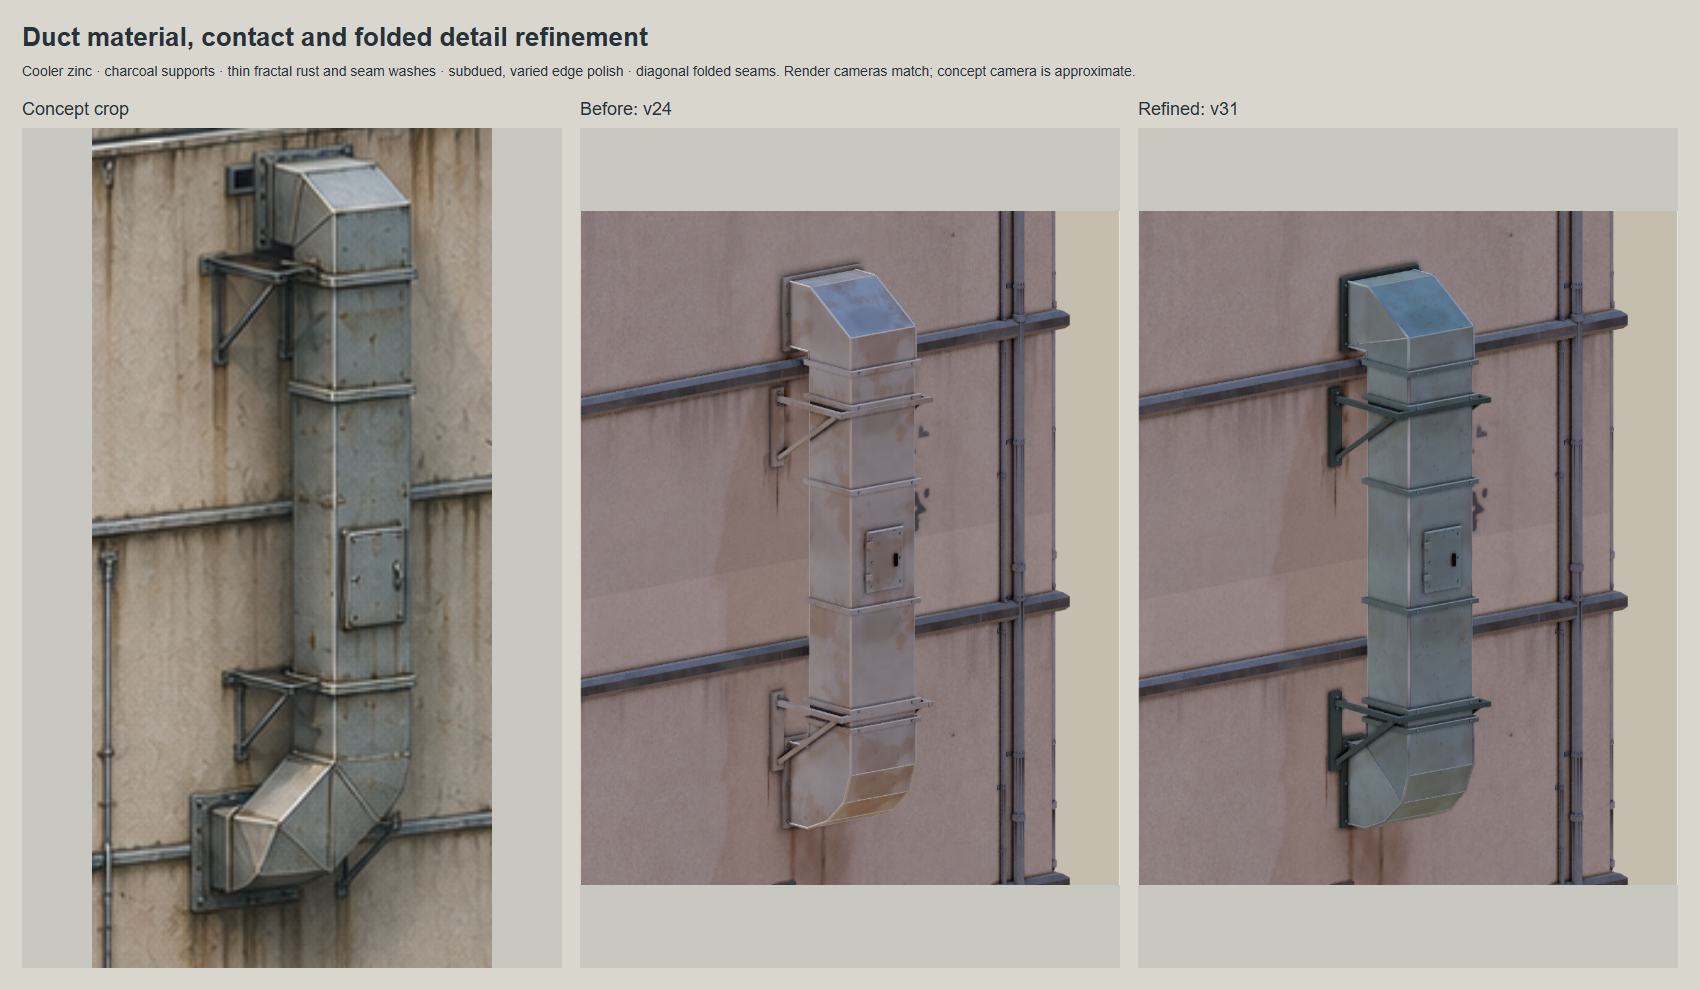 Duct material, contact and folded detail refinement
Cooler zinc · charcoal supports · thin fractal rust and seam washes · subdued, varied edge polish · diagonal folded seams. Render cameras match; concept camera is approximate.
Concept crop
Before: v24
Refined: v31